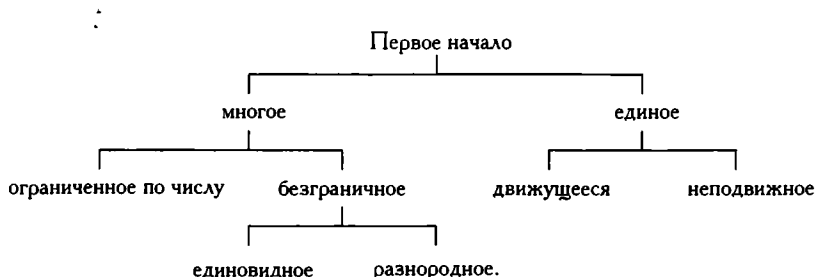 Первое начало
многое единое
ограниченное по числу безграничное движущееся неподвижное
единовидное разнородное.